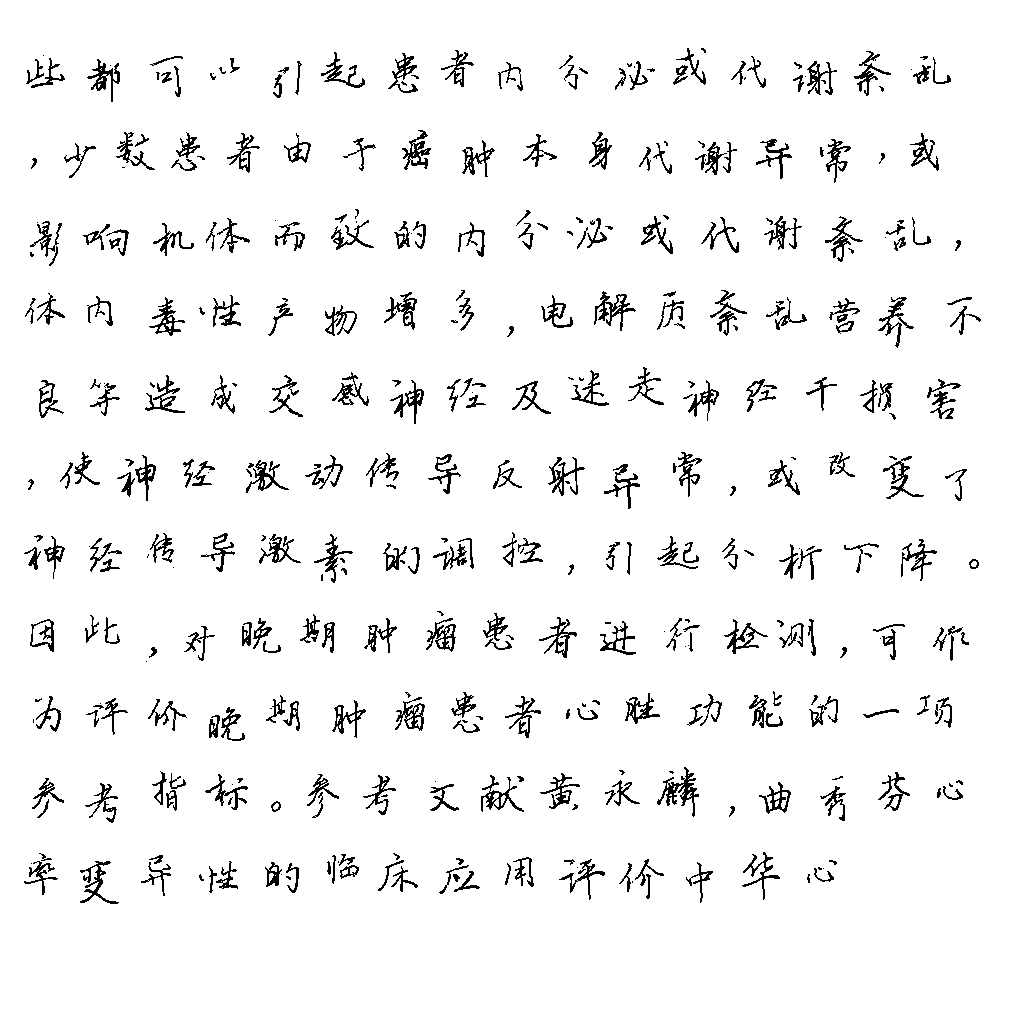 些都可以引起患者内分泌或代谢紊乱
,少数患者由于癌肿本身代谢异常,或
影响机体而致的内分泌或代谢紊乱,
体内毒性产物增多,电解质紊乱营养不
良等造成交感神经及迷走神经干损害
,使神经激动传导反射异常,或改变了
神经传导激素的调控,引起分析下降。
因此,对晚期肿瘤患者进行检测,可作
为评价晚期肿瘤患者心胜功能的一项
参考指标。参考文献黄永麟,曲秀芬心
率变异性的临床应用评价中华心